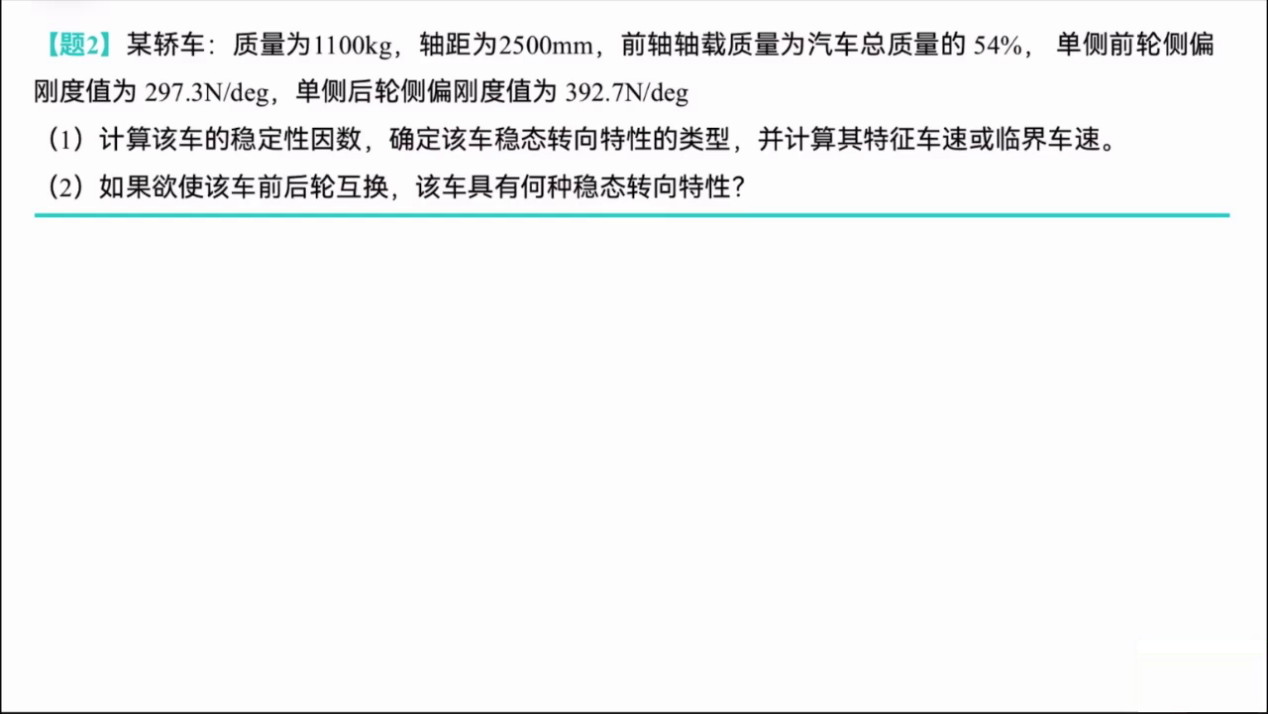 【题2】某轿车：质量为1100kg，轴距为2500mm，前轴轴载质量为汽车总质量的 54%， 单侧前轮侧偏
刚度值为 297.3N/deg，单侧后轮侧偏刚度值为 392.7N/deg
（1）计算该车的稳定性因数，确定该车稳态转向特性的类型，并计算其特征车速或临界车速。
（2）如果欲使该车前后轮互换，该车具有何种稳态转向特性？